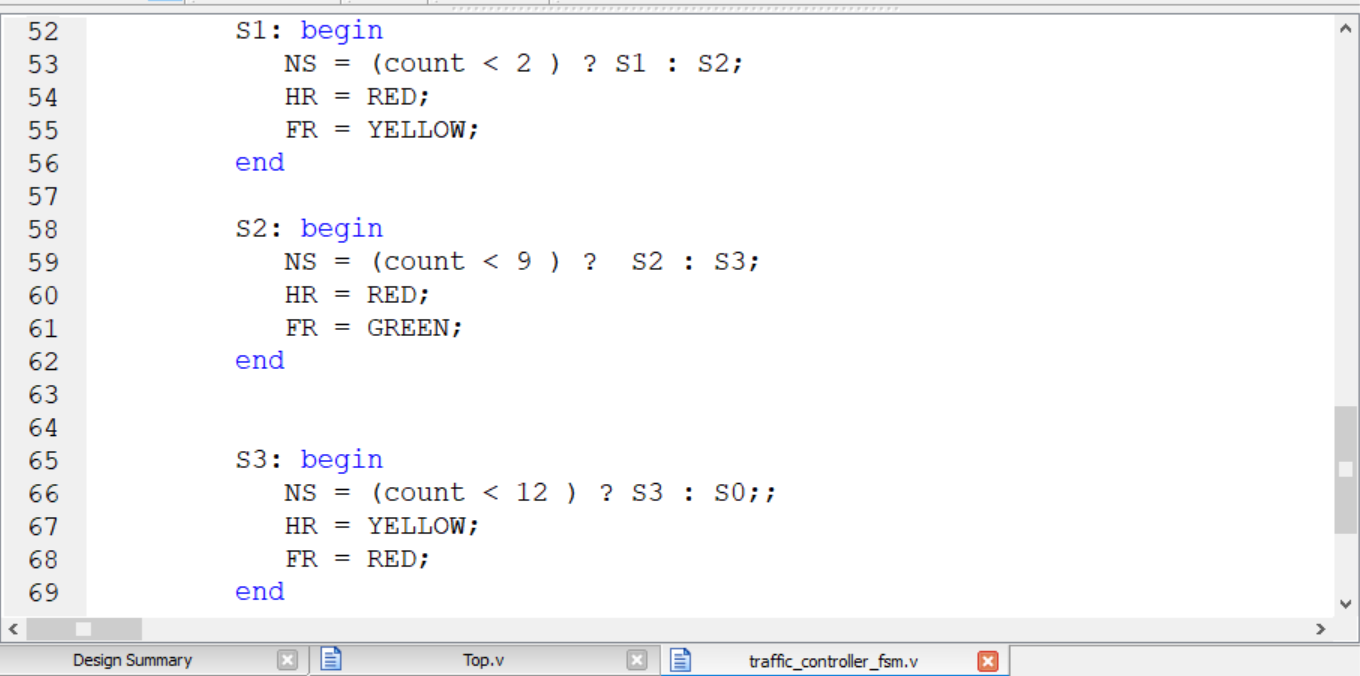 52 S1: begin
53 NS = (count < 2 ) ? S1 : S2;
54 HR = RED;
55 FR = YELLOW;
56 end
57
58 S2: begin
59 NS = (count < 9 ) ?  S2 : S3;
60 HR = RED;
61 FR = GREEN;
62 end
63
64
65 S3: begin
66 NS = (count < 12 ) ? S3 : S0;;
67 HR = YELLOW;
68 FR = RED;
69 end
Design Summary Top.v traffic_controller_fsm.v